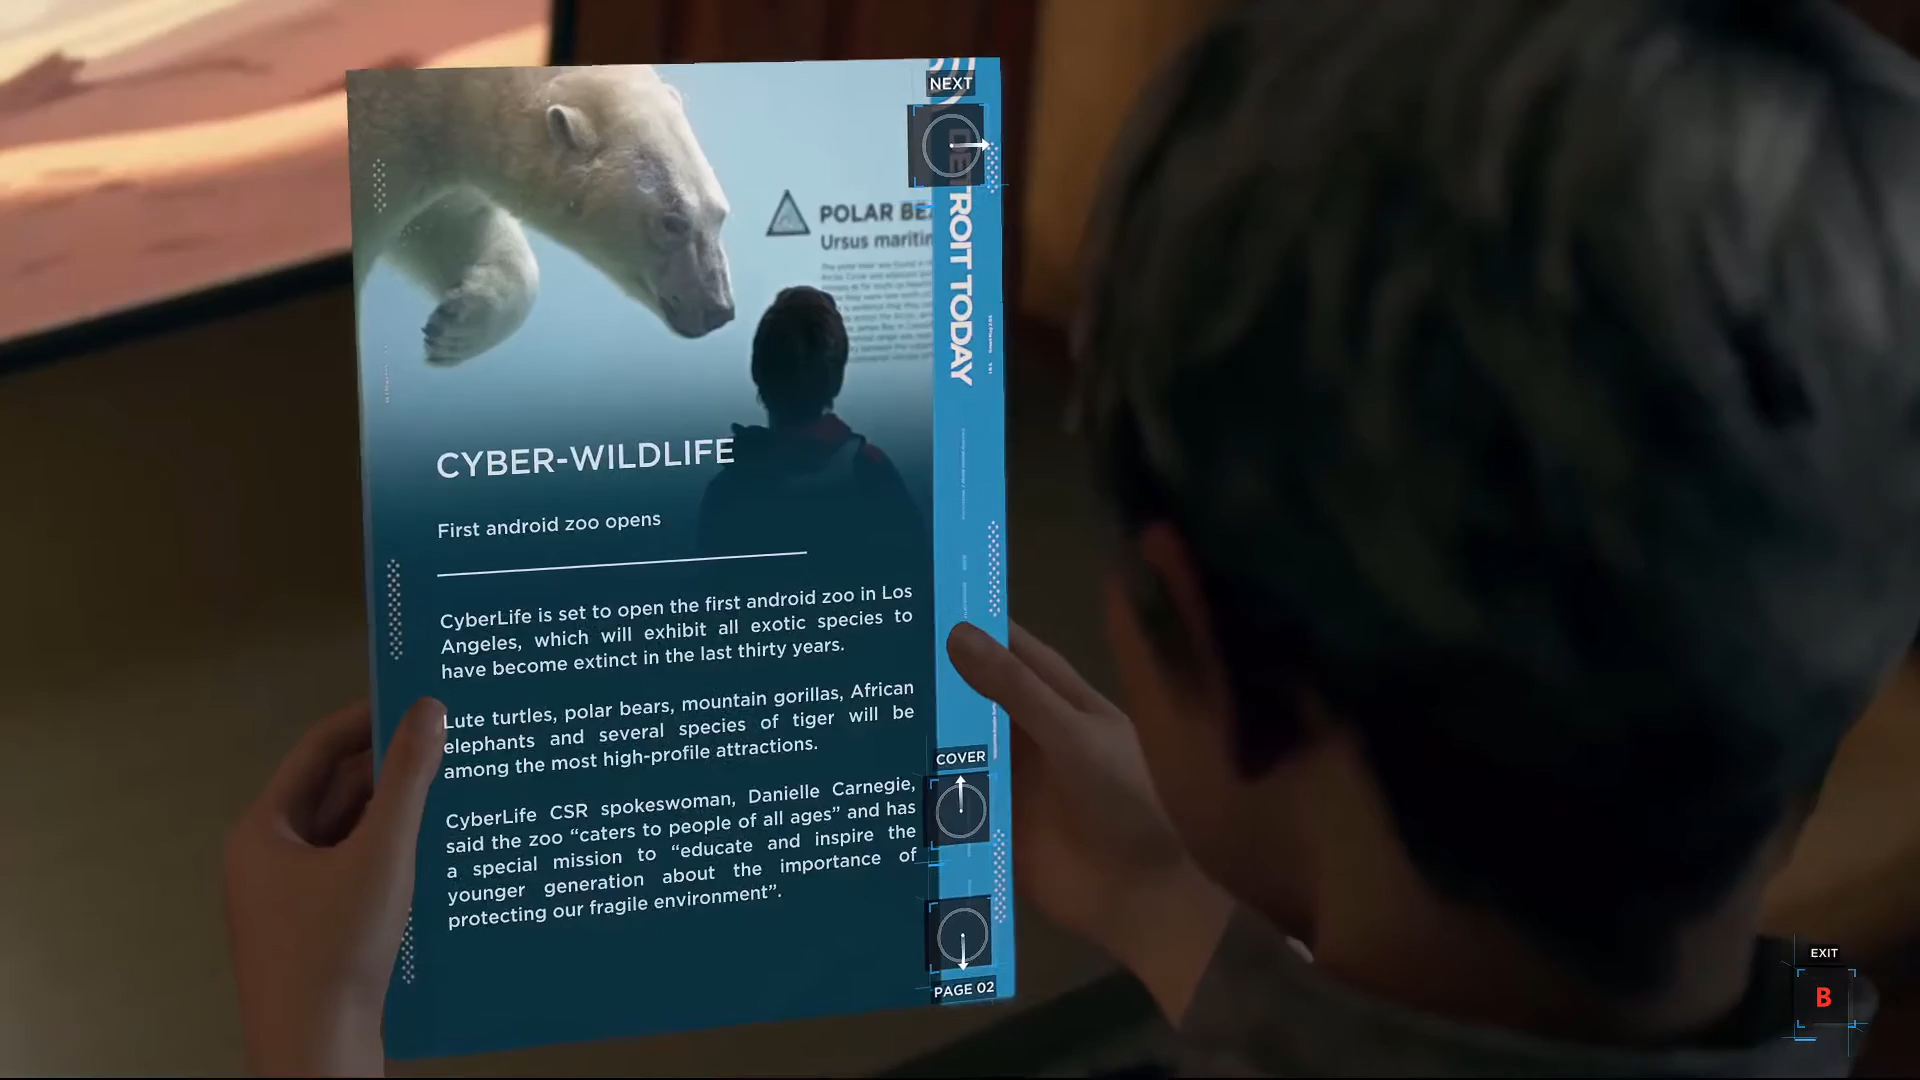 NEXT
POLAR BE
Ursus maritim
DETROIT TODAY
CYBER-WILDLIFE
First android zoo opens
CyberLife is set to open the first android zoo in Los
Angeles, which will exhibit all exotic species to
have become extinct in the last thirty years.
Lute turtles, polar bears, mountain gorillas, African
elephants and several species of tiger will be
among the most high-profile attractions.
CyberLife CSR spokeswoman, Danielle Carnegie,
said the zoo “caters to people of all ages” and has
a special mission to “educate and inspire the
younger generation about the importance of
protecting our fragile environment”.
COVER
PAGE 02
EXIT
B